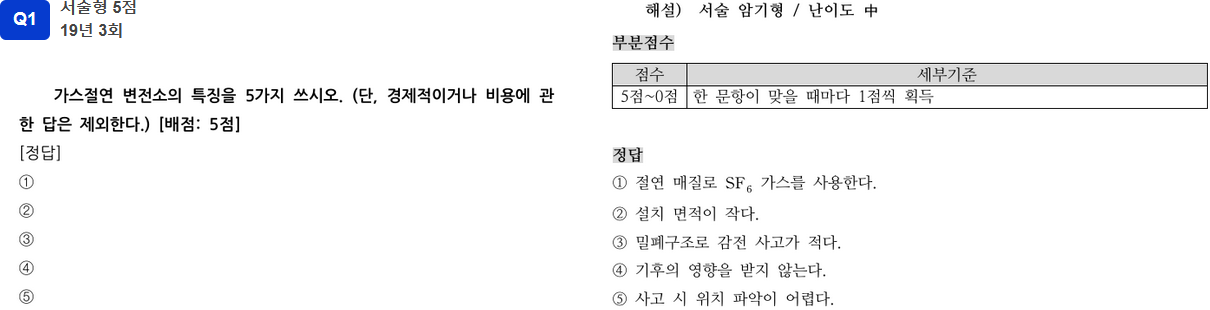 Q1
서술형 5점
19년 3회
가스절연 변전소의 특징을 5가지 쓰시오. (단, 경제적이거나 비용에 관
한 답은 제외한다.) [배점: 5점]
[정답]
①
②
③
④
⑤
해설) 서술 암기형 / 난이도 中
부분점수
점수 세부기준
5점~0점 한 문항이 맞을 때마다 1점씩 획득
정답
① 절연 매질로 SF₆ 가스를 사용한다.
② 설치 면적이 작다.
③ 밀폐구조로 감전 사고가 적다.
④ 기후의 영향을 받지 않는다.
⑤ 사고 시 위치 파악이 어렵다.